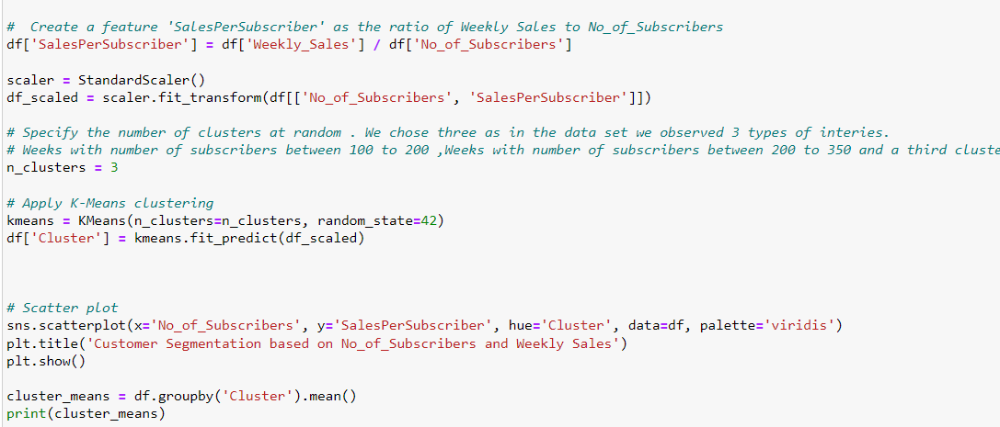 #  Create a feature 'SalesPerSubscriber' as the ratio of Weekly Sales to No_of_Subscribers
df['SalesPerSubscriber'] = df['Weekly_Sales'] / df['No_of_Subscribers']
scaler = StandardScaler()
df_scaled = scaler.fit_transform(df[['No_of_Subscribers', 'SalesPerSubscriber']])
# Specify the number of clusters at random . We chose three as in the data set we observed 3 types of interies.
# Weeks with number of subscribers between 100 to 200 ,Weeks with number of subscribers between 200 to 350 and a third cluste
n_clusters = 3
# Apply K-Means clustering
kmeans = KMeans(n_clusters=n_clusters, random_state=42)
df['Cluster'] = kmeans.fit_predict(df_scaled)
# Scatter plot
sns.scatterplot(x='No_of_Subscribers', y='SalesPerSubscriber', hue='Cluster', data=df, palette='viridis')
plt.title('Customer Segmentation based on No_of_Subscribers and Weekly Sales')
plt.show()
cluster_means = df.groupby('Cluster').mean()
print(cluster_means)